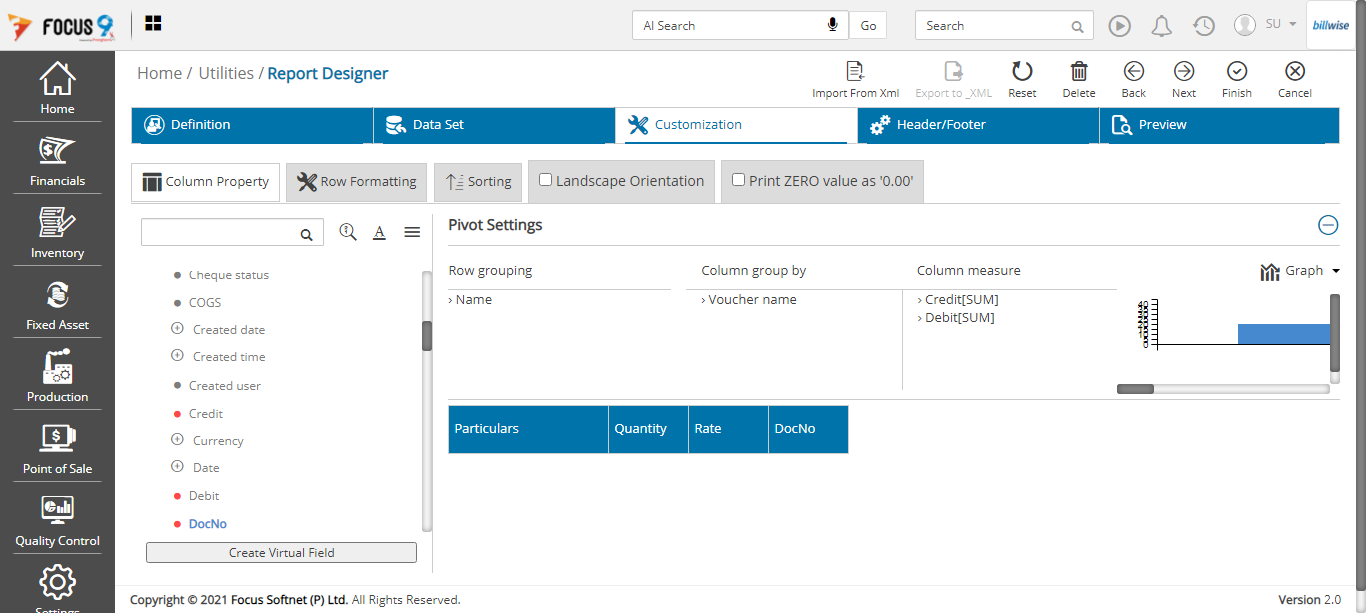 FOCUS 9
AI Search
Go
Search
SU
billwise
Home / Utilities / Report Designer
Import From Xml
Export to _XML
Reset
Delete
Back
Next
Finish
Cancel
Definition
Data Set
Customization
Header/Footer
Preview
Column Property
Row Formatting
Sorting
Landscape Orientation
Print ZERO value as '0.00'
Home
Financials
Inventory
Fixed Asset
Production
Point of Sale
Quality Control
Settings
A
Cheque status
COGS
Created date
Created time
Created user
Credit
Currency
Date
Debit
DocNo
Create Virtual Field
Pivot Settings
Row grouping
› Name
Column group by
› Voucher name
Column measure
› Credit[SUM]
› Debit[SUM]
Graph
40
0
Particulars
Quantity
Rate
DocNo
Copyright © 2021 Focus Softnet (P) Ltd. All Rights Reserved.
Version 2.0